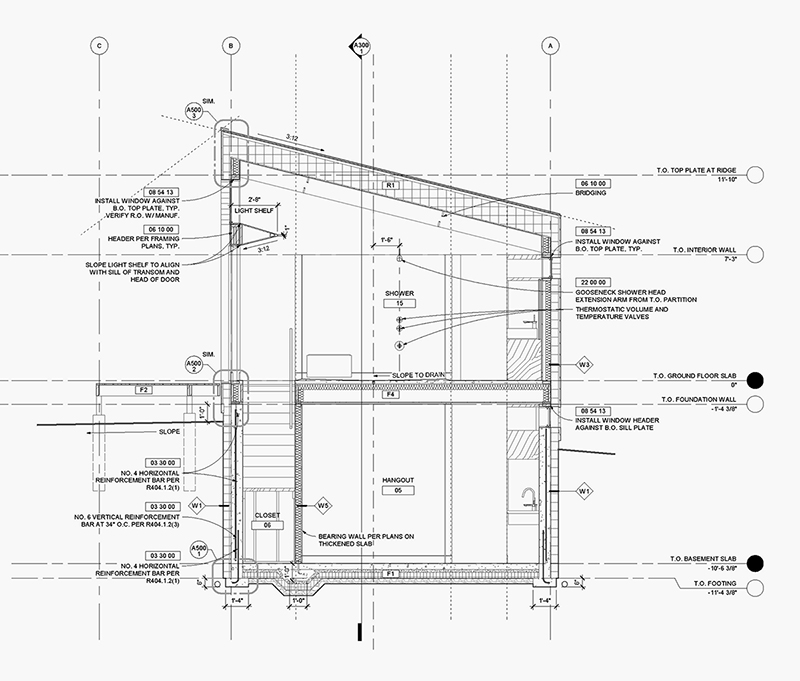 C
B
A300
1
A
SIM.
A500
3
3:12
R1
T.O. TOP PLATE AT RIDGE
11'-10"
08 54 13
INSTALL WINDOW AGAINST
B.O. TOP PLATE, TYP.
VERIFY R.O. W/ MANUF.
2'-8"
LIGHT SHELF
06 10 00
BRIDGING
06 10 00
HEADER PER FRAMING
PLANS, TYP.
1"
3:12
1'-6"
08 54 13
INSTALL WINDOW AGAINST
B.O. TOP PLATE, TYP.
T.O. INTERIOR WALL
7'-3"
SLOPE LIGHT SHELF TO ALIGN
WITH SILL OF TRANSOM AND
HEAD OF DOOR
SHOWER
15
22 00 00
GOOSENECK SHOWER HEAD
EXTENSION ARM FROM T.O. PARTITION
THERMOSTATIC VOLUME AND
TEMPERATURE VALVES
SIM.
A500
2
W3
SLOPE TO DRAIN
T.O. GROUND FLOOR SLAB
0"
F2
F4
T.O. FOUNDATION WALL
-1'-4 3/8"
1'-0"
08 54 13
INSTALL WINDOW HEADER
AGAINST B.O. SILL PLATE
SLOPE
03 30 00
NO. 4 HORIZONTAL
REINFORCEMENT BAR PER
R404.1.2(1)
HANGOUT
05
W1
W1
W5
03 30 00
NO. 6 VERTICAL REINFORCEMENT
BAR AT 34" O.C. PER R404.1.2(3)
CLOSET
06
BEARING WALL PER PLANS ON
THICKENED SLAB
A500
1
03 30 00
NO. 4 HORIZONTAL
REINFORCEMENT BAR PER
R404.1.2(1)
1'-0"
F1
T.O. BASEMENT SLAB
-10'-6 3/8"
6"
6"
T.O. FOOTING
-11'-4 3/8"
1'-4"
1'-0"
1'-4"